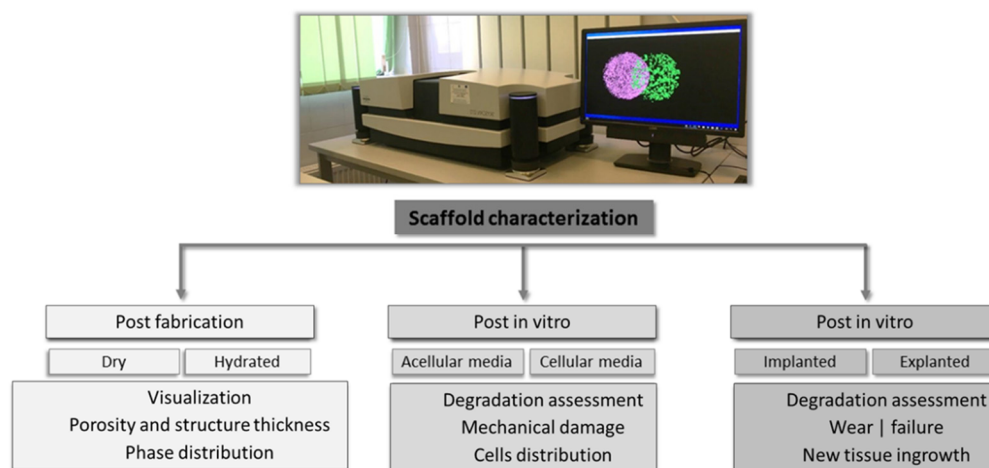 Scaffold characterization
Post fabrication
Dry
Hydrated
Visualization
Porosity and structure thickness
Phase distribution
Post in vitro
Acellular media
Cellular media
Degradation assessment
Mechanical damage
Cells distribution
Post in vitro
Implanted
Explanted
Degradation assessment
Wear | failure
New tissue ingrowth